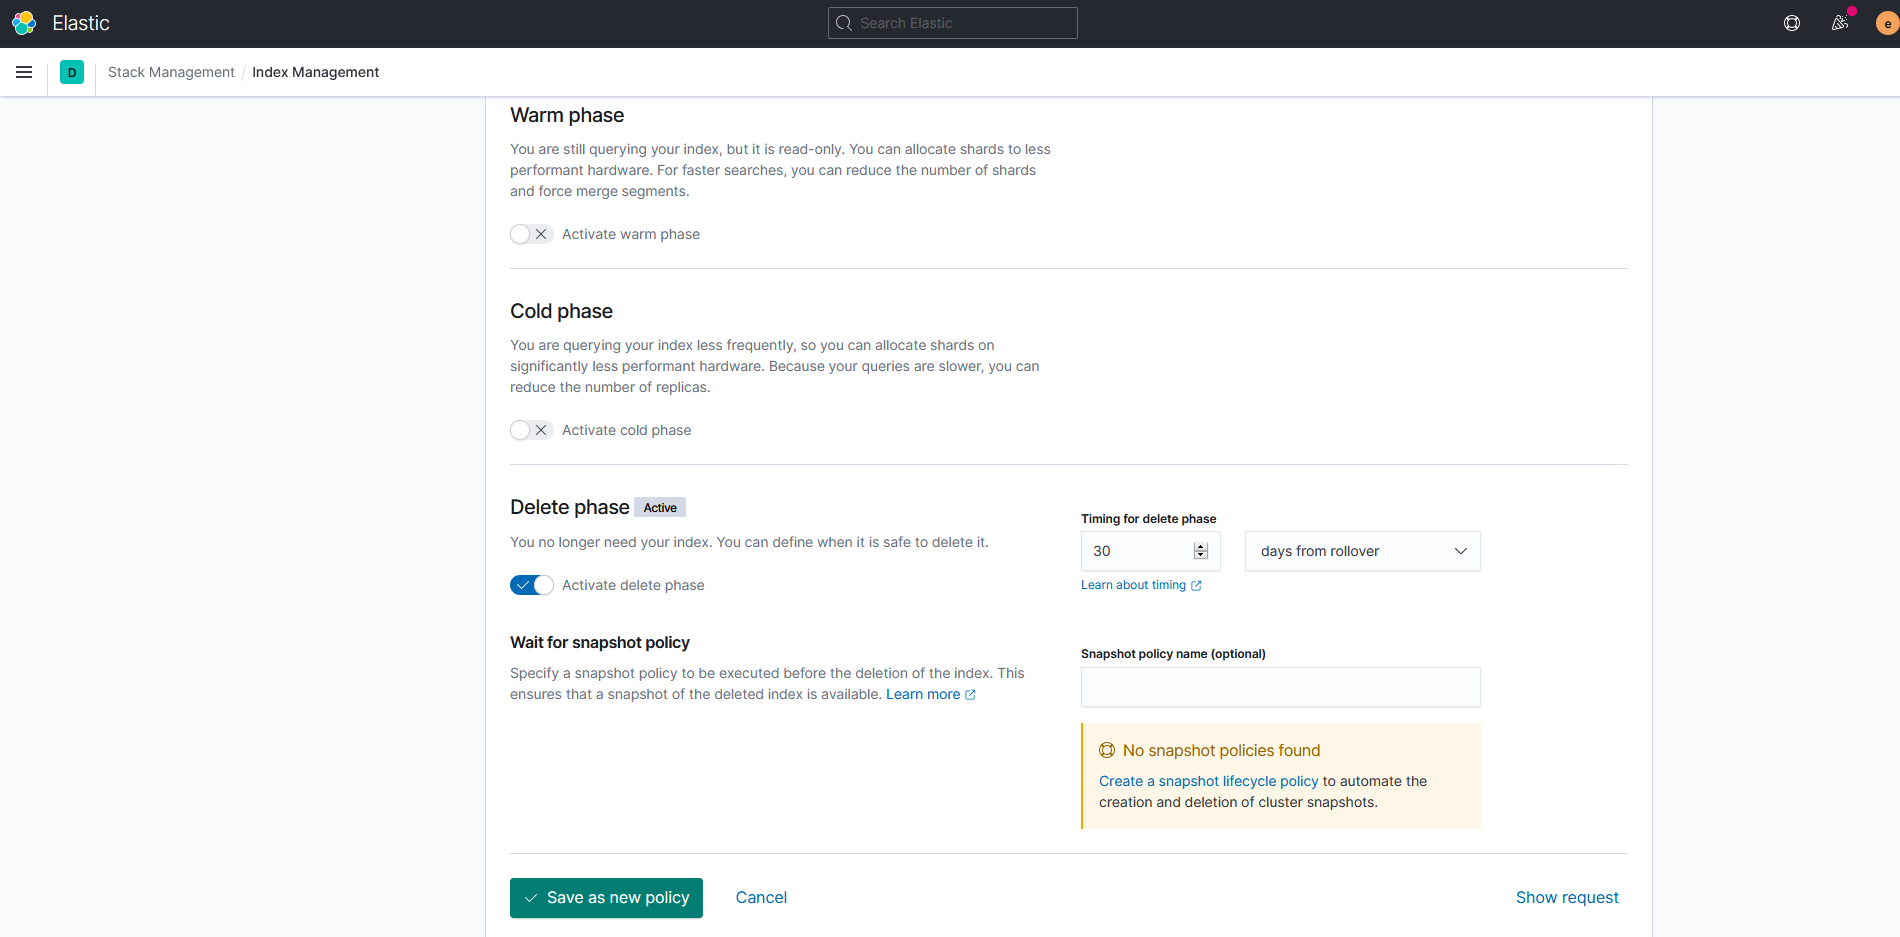 Elastic
Search Elastic
e
D
Stack Management / Index Management
Warm phase
You are still querying your index, but it is read-only. You can allocate shards to less
performant hardware. For faster searches, you can reduce the number of shards
and force merge segments.
Activate warm phase
Cold phase
You are querying your index less frequently, so you can allocate shards on
significantly less performant hardware. Because your queries are slower, you can
reduce the number of replicas.
Activate cold phase
Delete phase Active
You no longer need your index. You can define when it is safe to delete it.
Activate delete phase
Timing for delete phase
30
days from rollover
Learn about timing
Wait for snapshot policy
Specify a snapshot policy to be executed before the deletion of the index. This
ensures that a snapshot of the deleted index is available. Learn more
Snapshot policy name (optional)
No snapshot policies found
Create a snapshot lifecycle policy to automate the
creation and deletion of cluster snapshots.
Save as new policy
Cancel
Show request